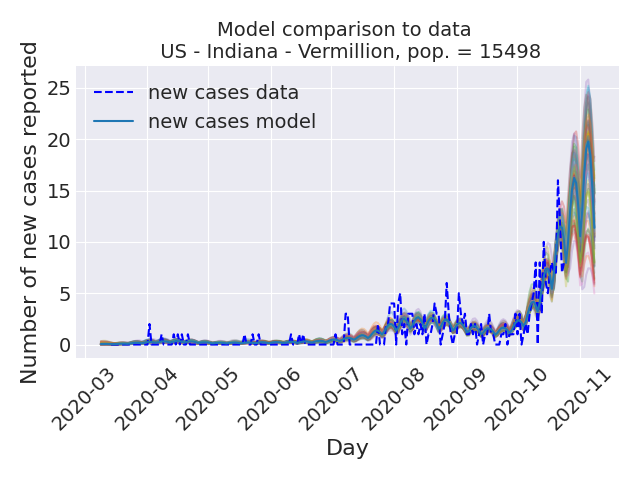 Model comparison to data
US - Indiana - Vermillion, pop. = 15498
Number of new cases reported
25
20
15
10
5
0
new cases data
new cases model
2020-03
2020-04
2020-05
2020-06
2020-07
2020-08
2020-09
2020-10
2020-11
Day